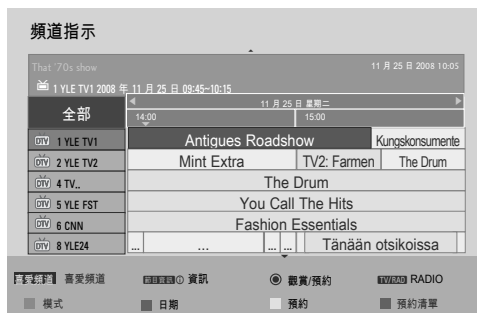 頻道指示
That '70s show 11 月 25 日 2008 10:05
1 YLE TV1 2008 年 11 月 25 日 09:45~10:15
全部 11 月 25 日 星期二
14:00 15:00
DTV 1 YLE TV1 Antigues Roadshow Kungskonsumente
DTV 2 YLE TV2 Mint Extra TV2: Farmen The Drum
DTV 4 TV.. The Drum
DTV 5 YLE FST You Call The Hits
DTV 6 CNN Fashion Essentials
DTV 8 YLE24 ... ... ... ... Tänään otsikoissa
喜愛頻道 喜愛頻道 資訊 觀賞/預約 TV/RAD RADIO
模式 日期 預約 預約清單